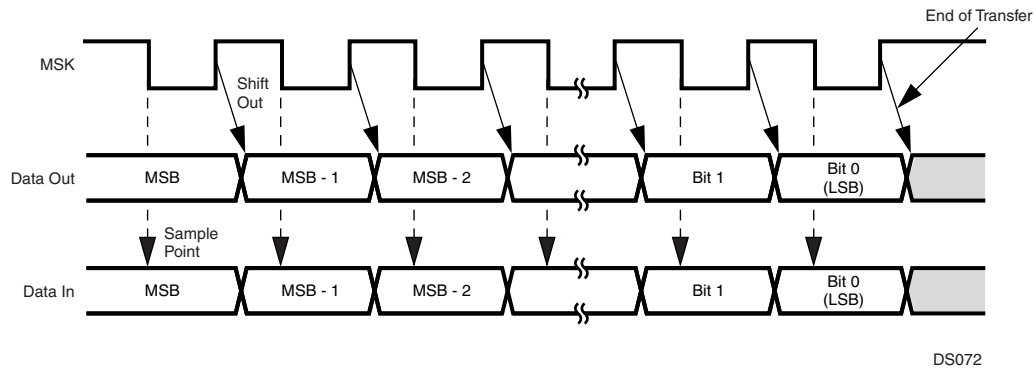 End of Transfer
MSK
Shift
Out
Data Out
MSB
MSB - 1
MSB - 2
Bit 1
Bit 0
(LSB)
Sample
Point
Data In
MSB
MSB - 1
MSB - 2
Bit 1
Bit 0
(LSB)
DS072